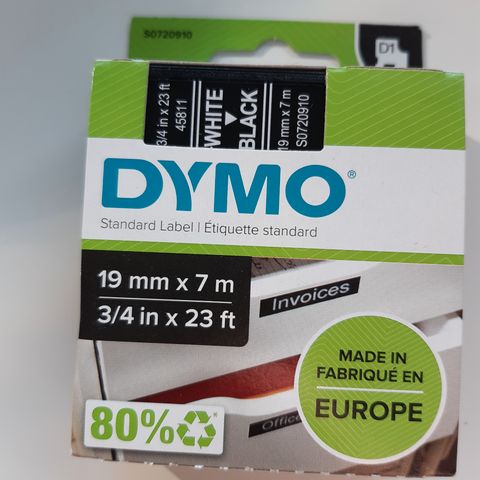 S0720910
D1
3/4 in x 23 ft
45811
WHITE
BLACK
19 mm x 7 m
S0720910
DYMO®
Standard Label | Étiquette standard
19 mm x 7 m
3/4 in x 23 ft
Invoices
Office
MADE IN
FABRIQUÉ EN
EUROPE
80%*